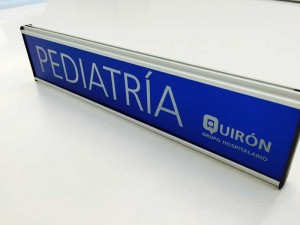 PEDIATRÍA
QUIRÓN
GRUPO HOSPITALARIO